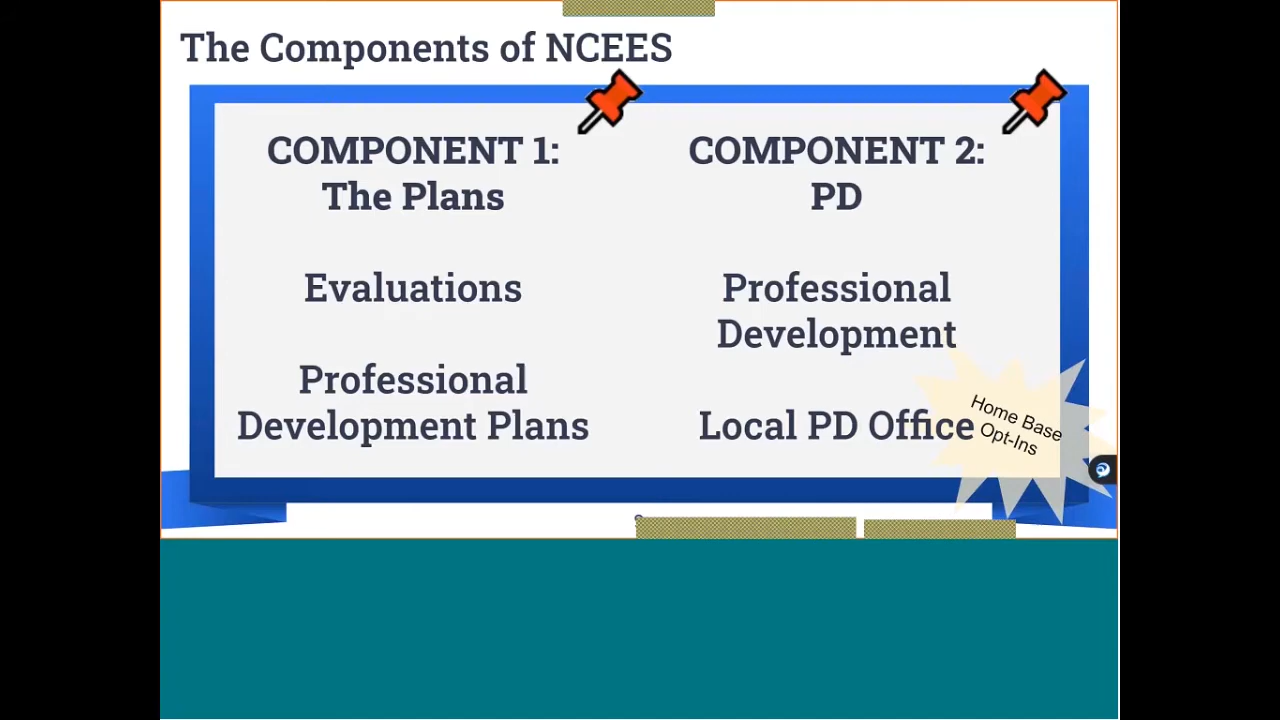 The Components of NCEES
COMPONENT 1:
The Plans
Evaluations
Professional
Development Plans
COMPONENT 2:
PD
Professional
Development
Local PD Office
Home Base
Opt-Ins